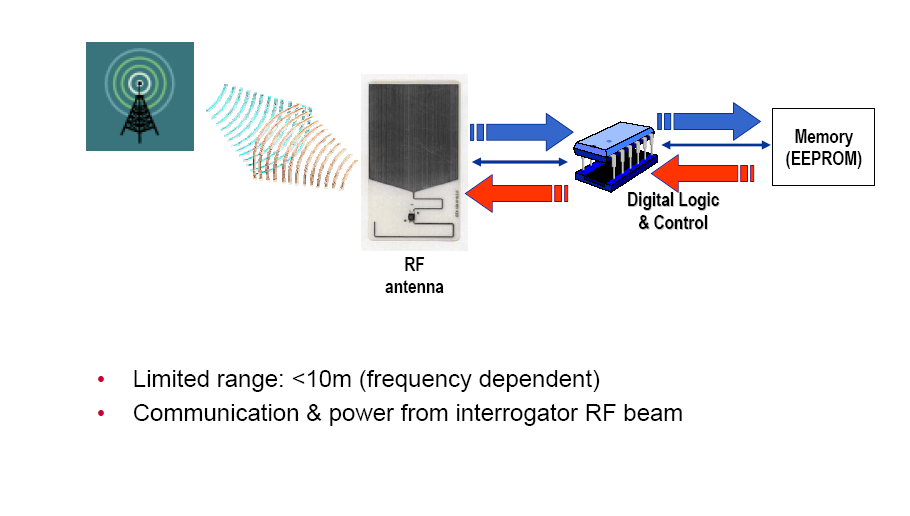 Memory
(EEPROM)
Digital Logic
& Control
RF
antenna
• Limited range: <10m (frequency dependent)
• Communication & power from interrogator RF beam